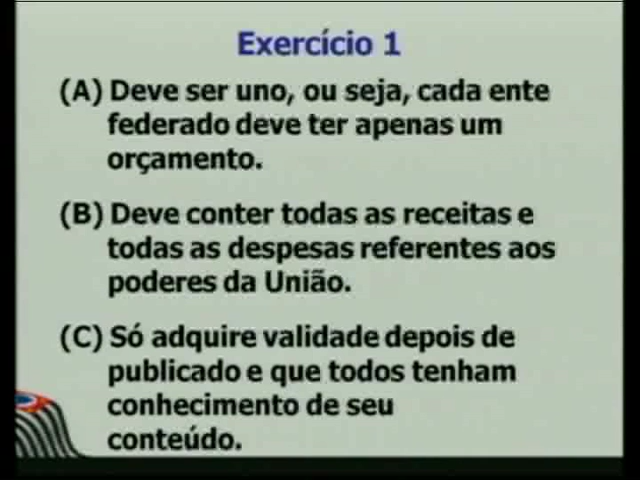 Exercício 1
(A) Deve ser uno, ou seja, cada ente
federado deve ter apenas um
orçamento.
(B) Deve conter todas as receitas e
todas as despesas referentes aos
poderes da União.
(C) Só adquire validade depois de
publicado e que todos tenham
conhecimento de seu
conteúdo.